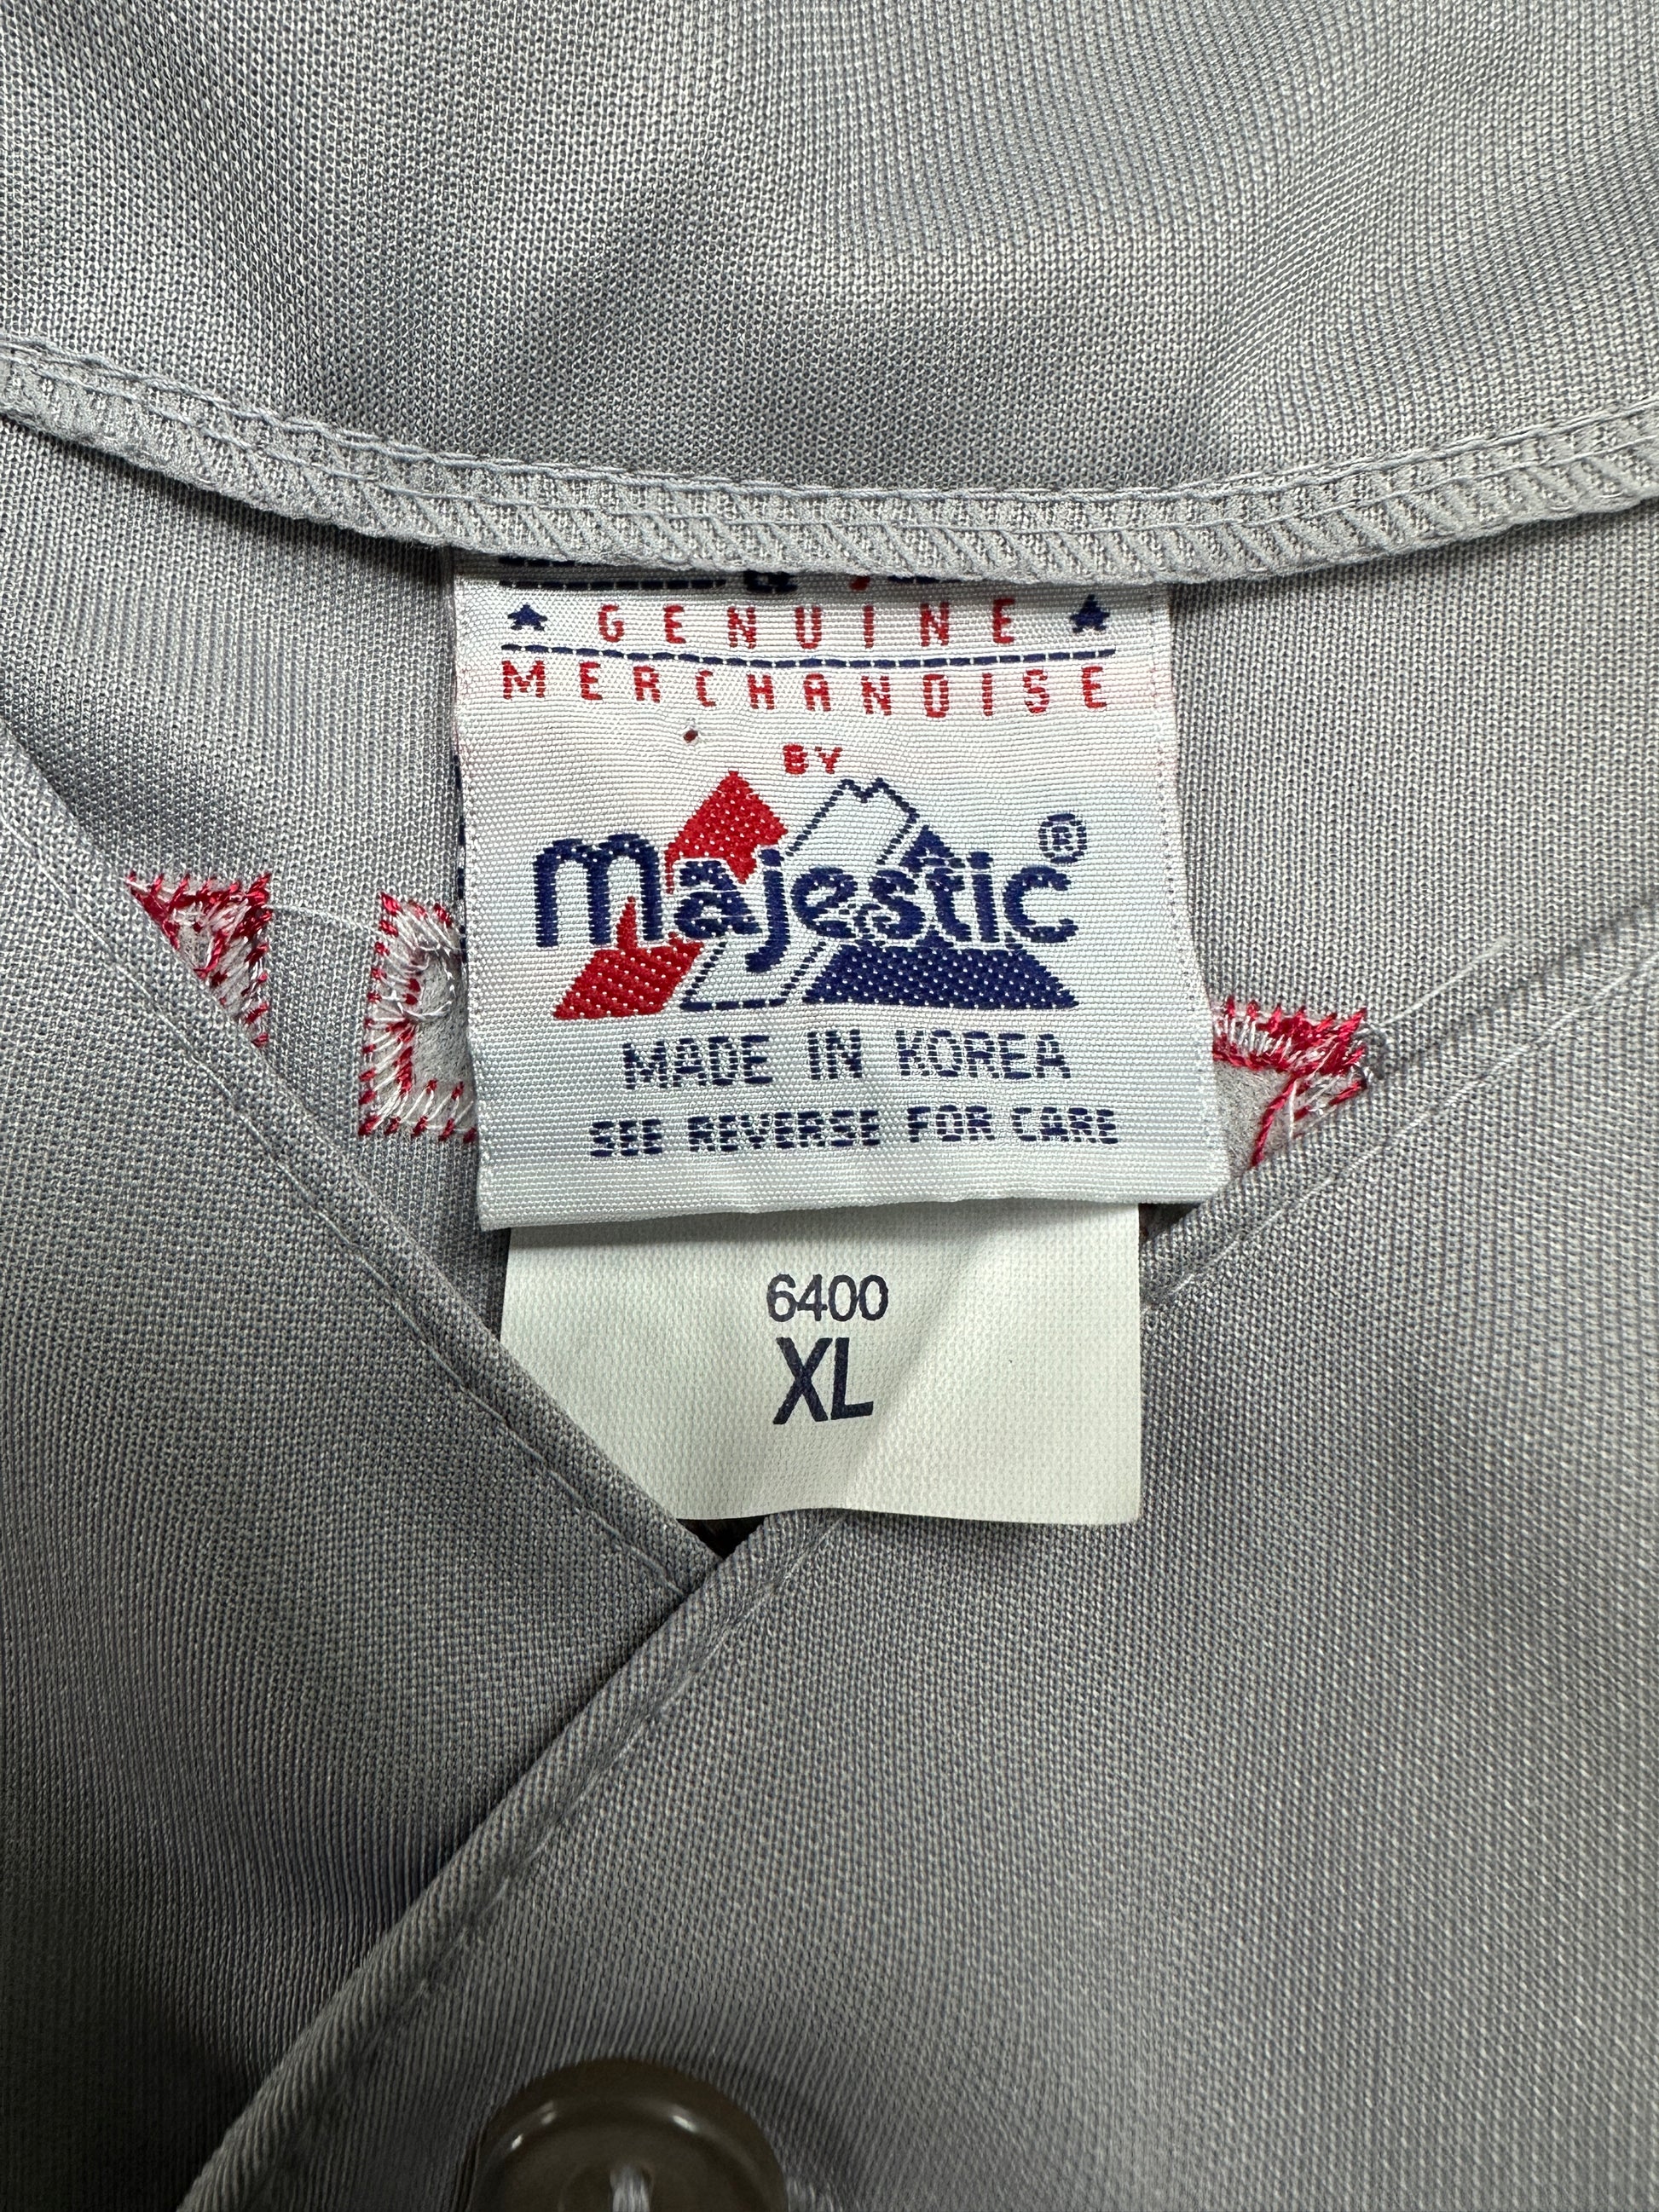 GENUINE
MERCHANDISE
BY
Majestic®
MADE IN KOREA
SEE REVERSE FOR CARE
6400
XL